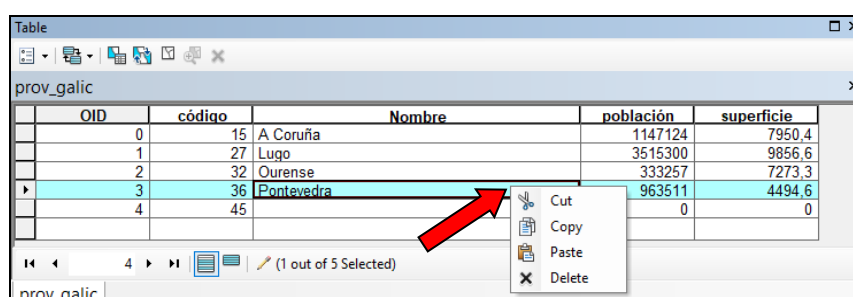 Table
prov_galic
OID código Nombre población superficie
0 15 A Coruña 1147124 7950,4
1 27 Lugo 3515300 9856,6
2 32 Ourense 333257 7273,3
3 36 Pontevedra 963511 4494,6
4 45 0 0
Cut
Copy
Paste
Delete
4 (1 out of 5 Selected)
prov_galic